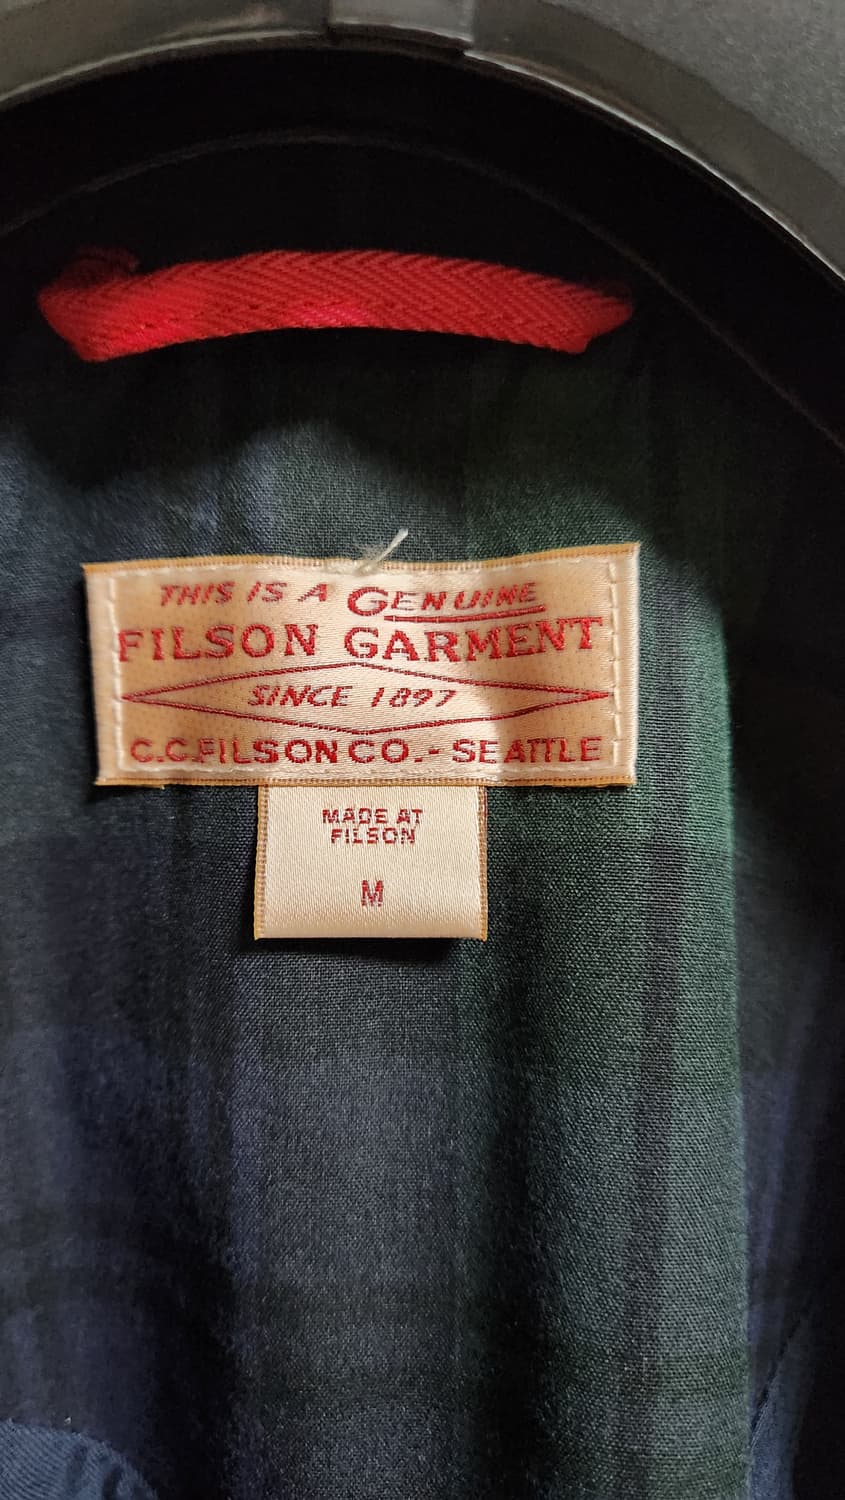 THIS IS A GENUINE
FILSON GARMENT
SINCE 1897
C.C.FILSON CO.- SEATTLE
MADE AT
FILSON
M